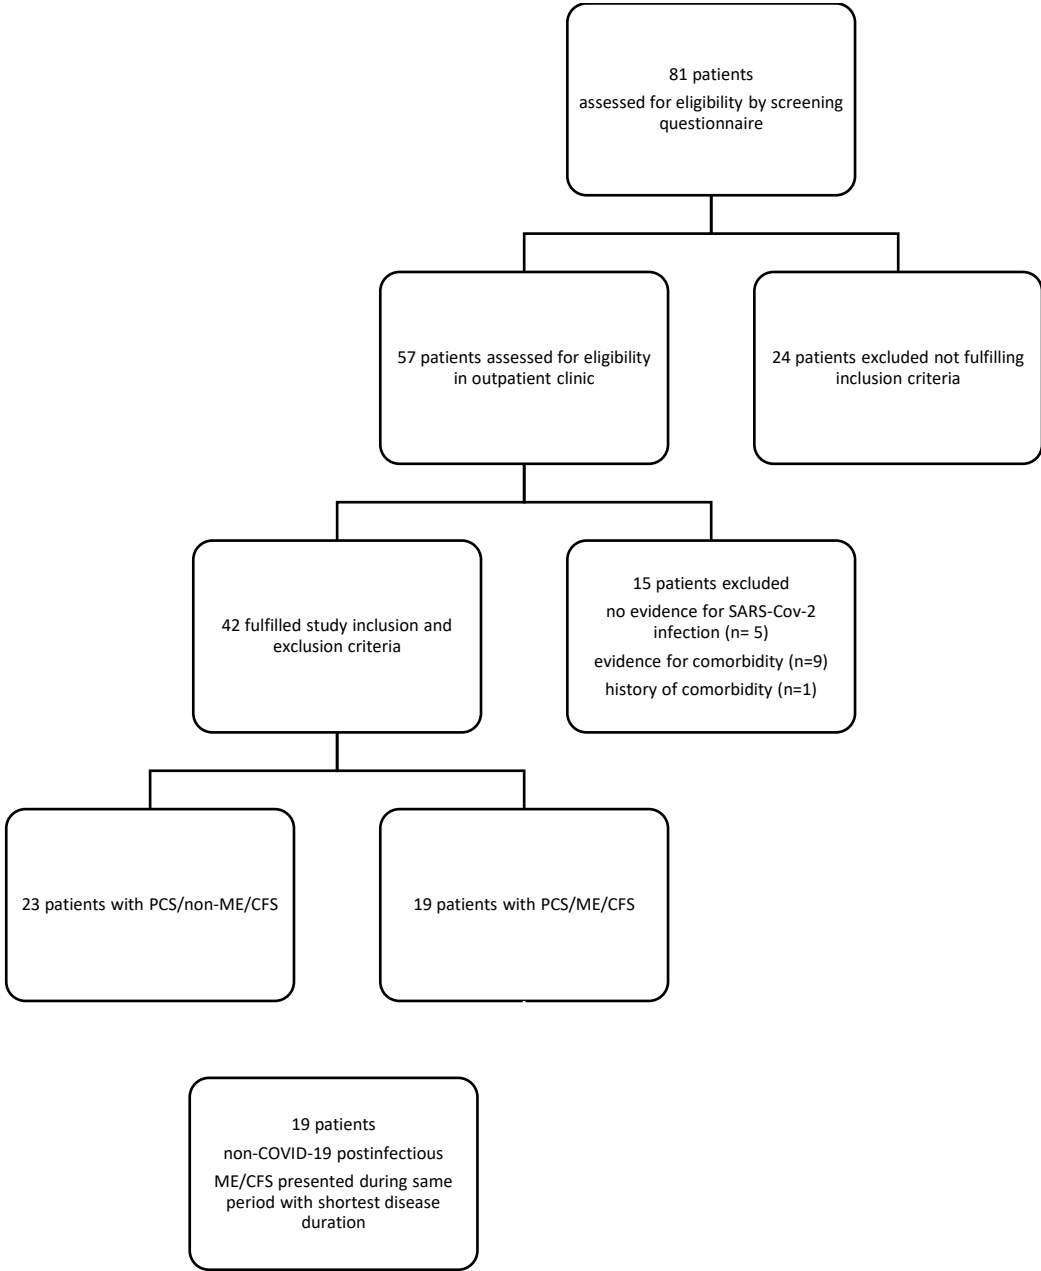 81 patients
assessed for eligibility by screening
questionnaire
57 patients assessed for eligibility
in outpatient clinic
24 patients excluded not fulfilling
inclusion criteria
42 fulfilled study inclusion and
exclusion criteria
15 patients excluded
no evidence for SARS-Cov-2
infection (n= 5)
evidence for comorbidity (n=9)
history of comorbidity (n=1)
23 patients with PCS/non-ME/CFS
19 patients with PCS/ME/CFS
19 patients
non-COVID-19 postinfectious
ME/CFS presented during same
period with shortest disease
duration